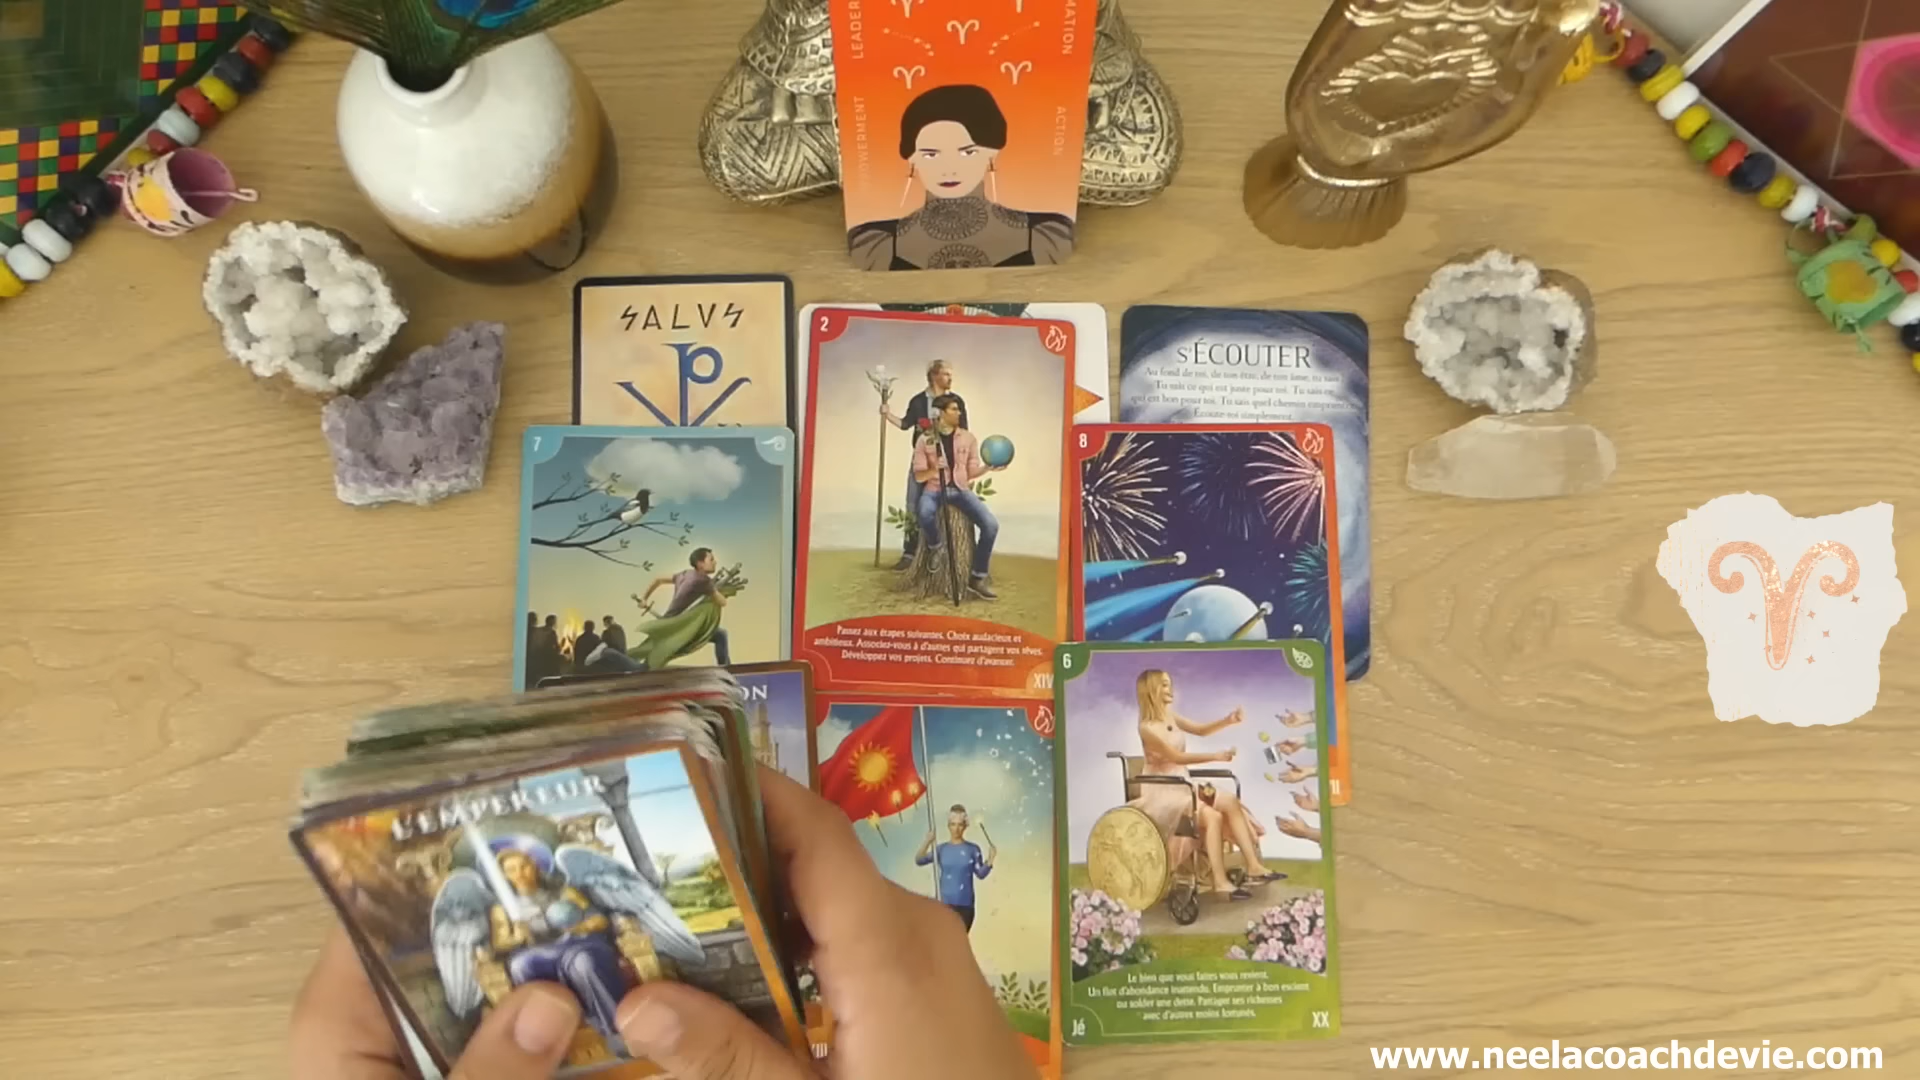 LEADER
MATION
ACTION
SALVS
2
S'ÉCOUTER
Au fond de toi, de ton être, de ton âme, tu sais.
Tu sais ce qui est juste pour toi. Tu sais ce
qui est bon pour toi. Tu sais quel chemin emprunter.
Écoute-toi simplement.
7
8
Passez aux étapes suivantes. Choix audacieux et
ambitieux. Associez-vous à d'autres qui partagent vos rêves.
Développez vos projets. Continuez d'avancer.
XIV
6
ON
L'EMPEREUR
II
Le bien que vous faites vous revient.
Un flot d'abondance inattendu. Emprunter à bon escient
ou solder une dette. Partager ses richesses
avec d'autres moins fortunés.
Jé
XX
XIII
www.neelacoachdevie.com